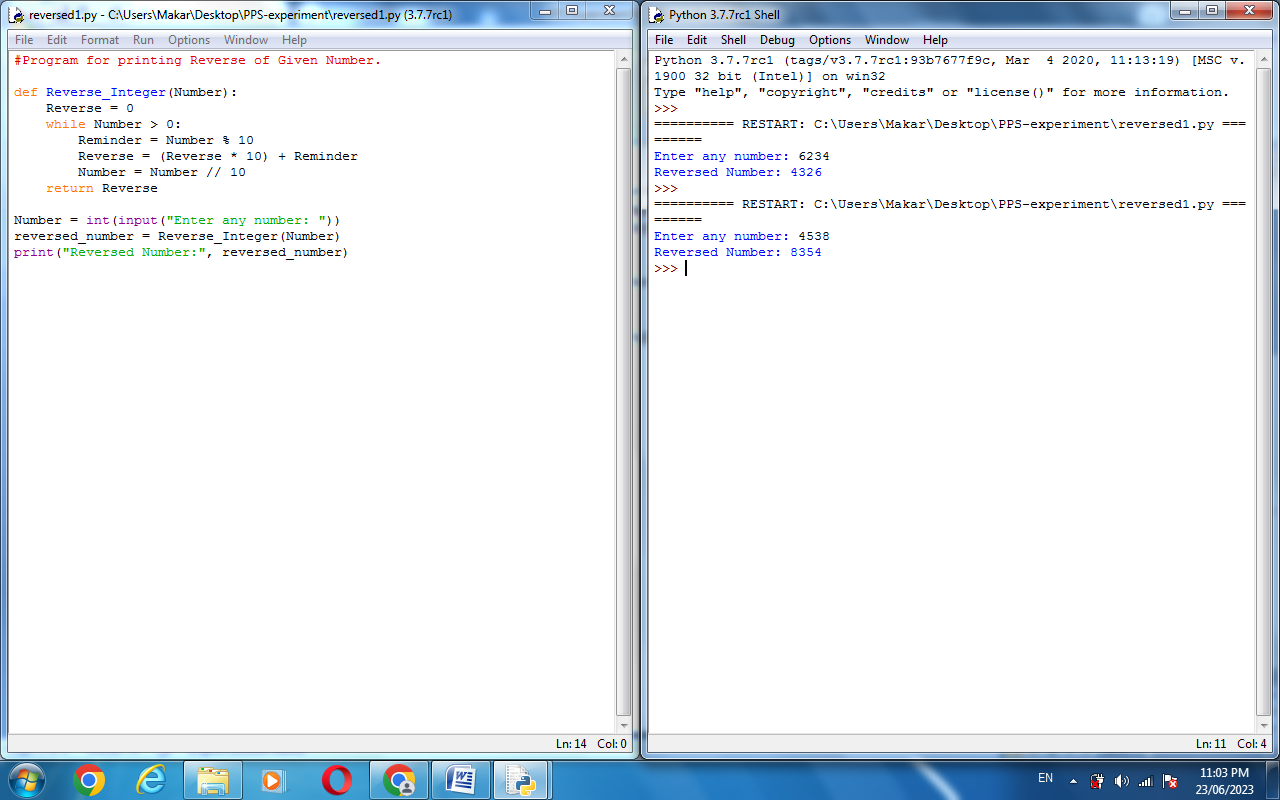 reversed1.py - C:\Users\Makar\Desktop\PPS-experiment\reversed1.py (3.7.7rc1)
File Edit Format Run Options Window Help
#Program for printing Reverse of Given Number.
def Reverse_Integer(Number):
    Reverse = 0
    while Number > 0:
        Reminder = Number % 10
        Reverse = (Reverse * 10) + Reminder
        Number = Number // 10
    return Reverse
Number = int(input("Enter any number: "))
reversed_number = Reverse_Integer(Number)
print("Reversed Number:", reversed_number)
Ln: 14 Col: 0
Python 3.7.7rc1 Shell
File Edit Shell Debug Options Window Help
Python 3.7.7rc1 (tags/v3.7.7rc1:93b7677f9c, Mar  4 2020, 11:13:19) [MSC v.
1900 32 bit (Intel)] on win32
Type "help", "copyright", "credits" or "license()" for more information.
>>>
========== RESTART: C:\Users\Makar\Desktop\PPS-experiment\reversed1.py ===
======
Enter any number: 6234
Reversed Number: 4326
>>>
========== RESTART: C:\Users\Makar\Desktop\PPS-experiment\reversed1.py ===
======
Enter any number: 4538
Reversed Number: 8354
>>>
Ln: 11 Col: 4
EN
11:03 PM
23/06/2023